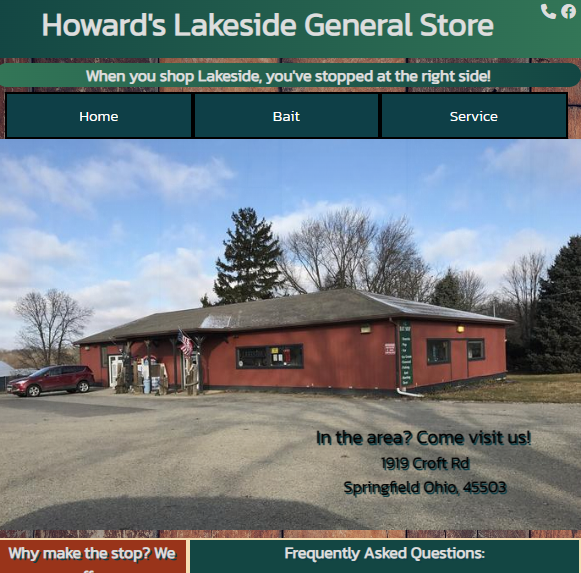 Howard's Lakeside General Store
When you shop Lakeside, you've stopped at the right side!
Home
Bait
Service
In the area? Come visit us!
1919 Croft Rd
Springfield Ohio, 45503
Why make the stop? We
Frequently Asked Questions: